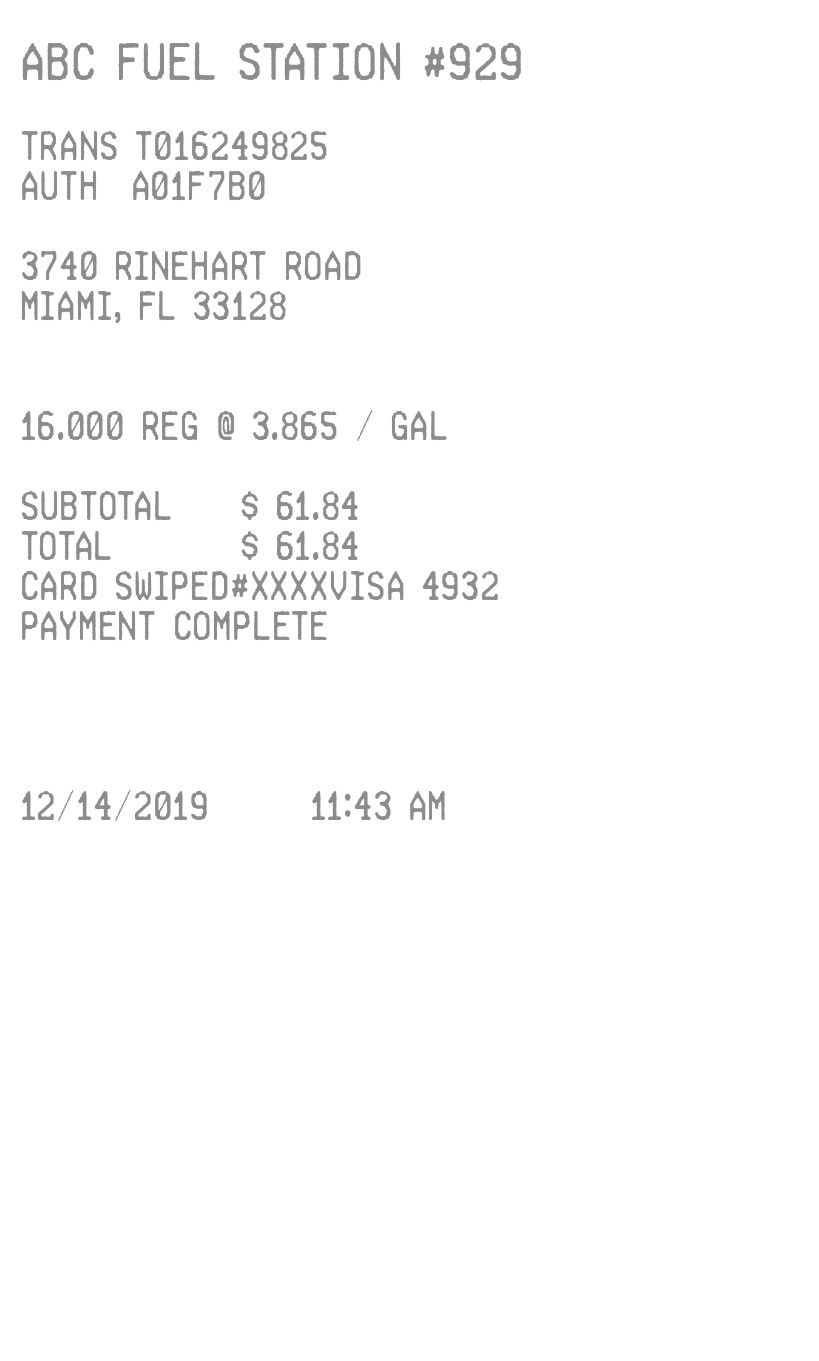 ABC FUEL STATION #929
TRANS T016249825
AUTH A01F7B0
3740 RINEHART ROAD
MIAMI, FL 33128
16.000 REG @ 3.865 / GAL
SUBTOTAL $ 61.84
TOTAL $ 61.84
CARD SWIPED#XXXXVISA 4932
PAYMENT COMPLETE
12/14/2019 11:43 AM